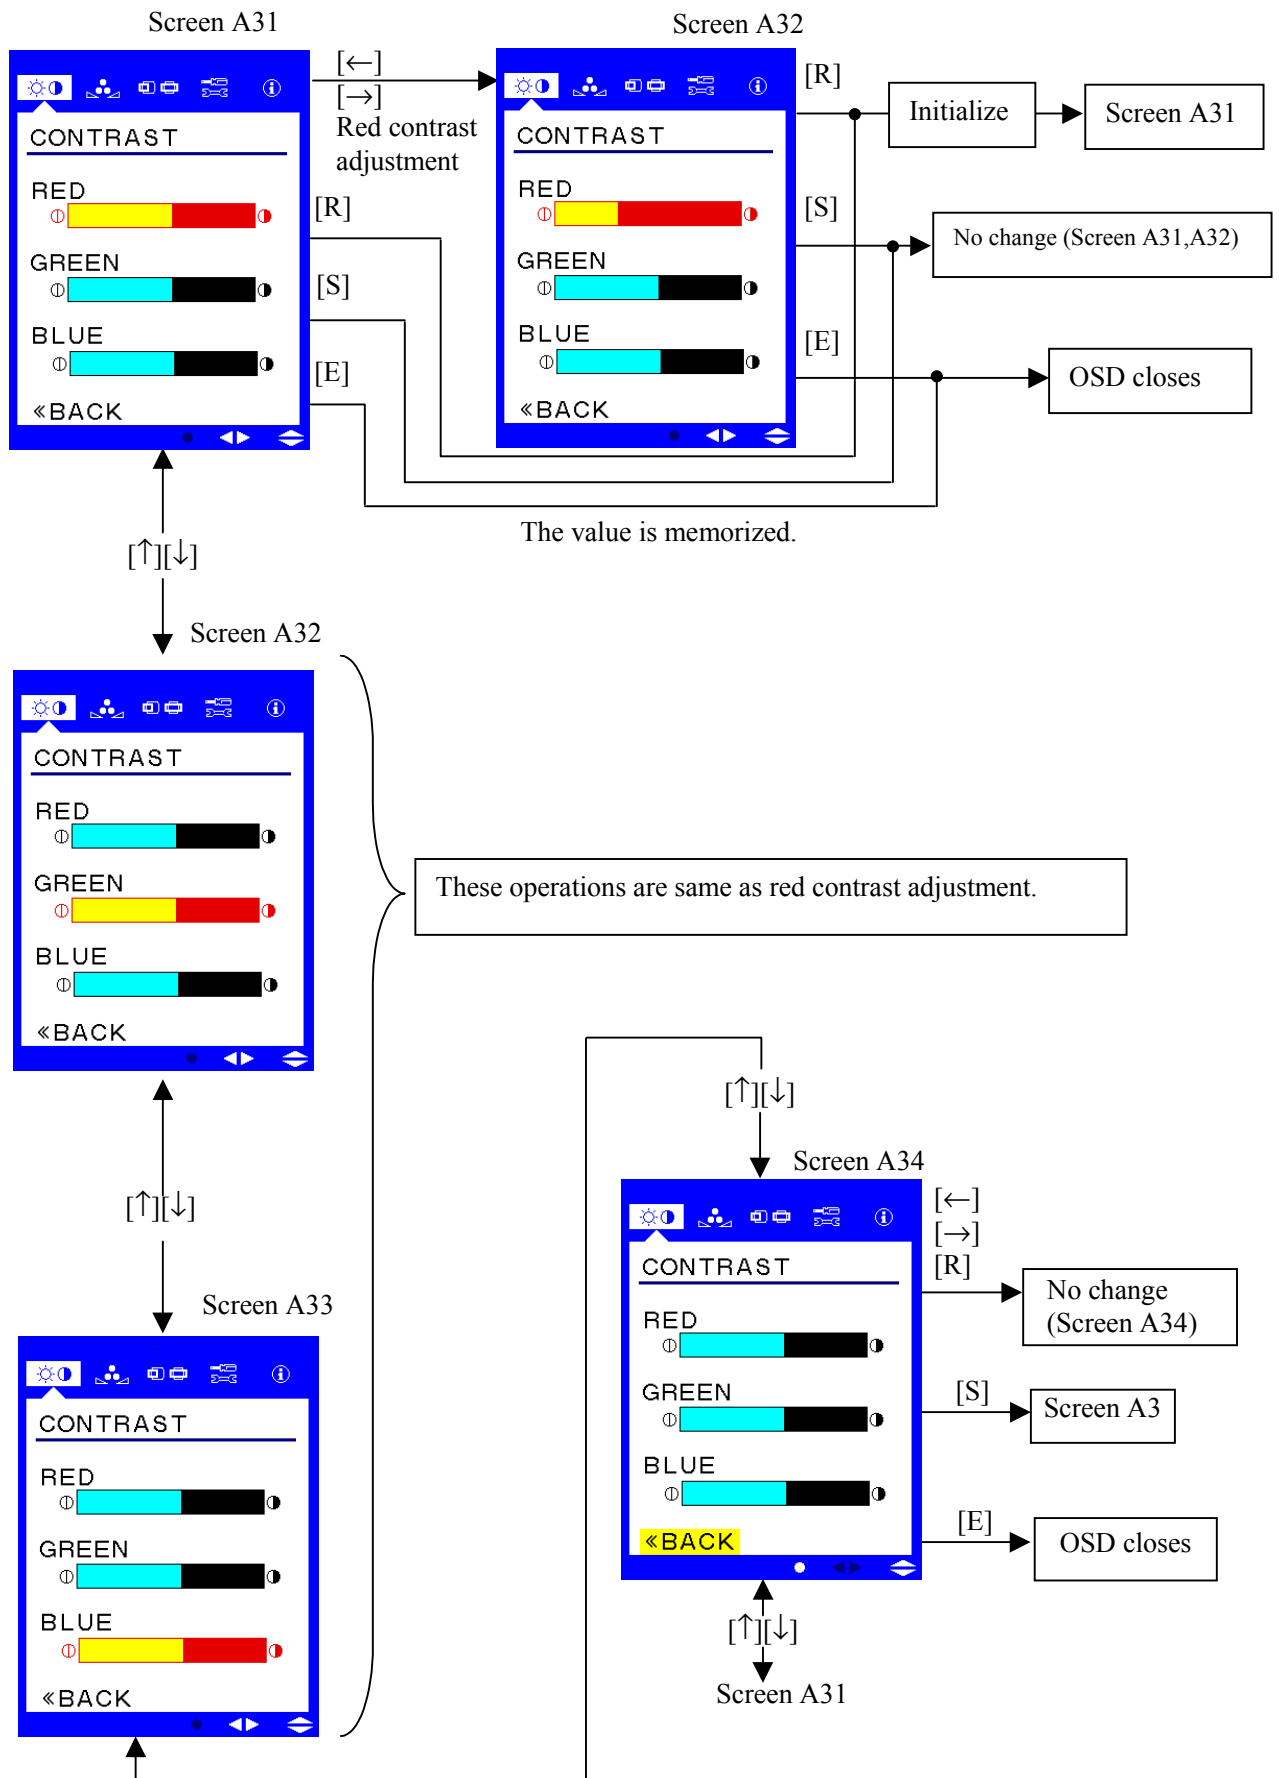 Screen A31
Screen A32
[←]
[→]
Red contrast
adjustment
[R]
[S]
[E]
CONTRAST
RED
GREEN
BLUE
«BACK
CONTRAST
RED
GREEN
BLUE
«BACK
[R]
Initialize
Screen A31
[S]
No change (Screen A31,A32)
[E]
OSD closes
The value is memorized.
[↑][↓]
Screen A32
CONTRAST
RED
GREEN
BLUE
«BACK
These operations are same as red contrast adjustment.
[↑][↓]
Screen A33
CONTRAST
RED
GREEN
BLUE
«BACK
[↑][↓]
Screen A34
CONTRAST
RED
GREEN
BLUE
«BACK
[←]
[→]
[R]
No change
(Screen A34)
[S]
Screen A3
[E]
OSD closes
[↑][↓]
Screen A31